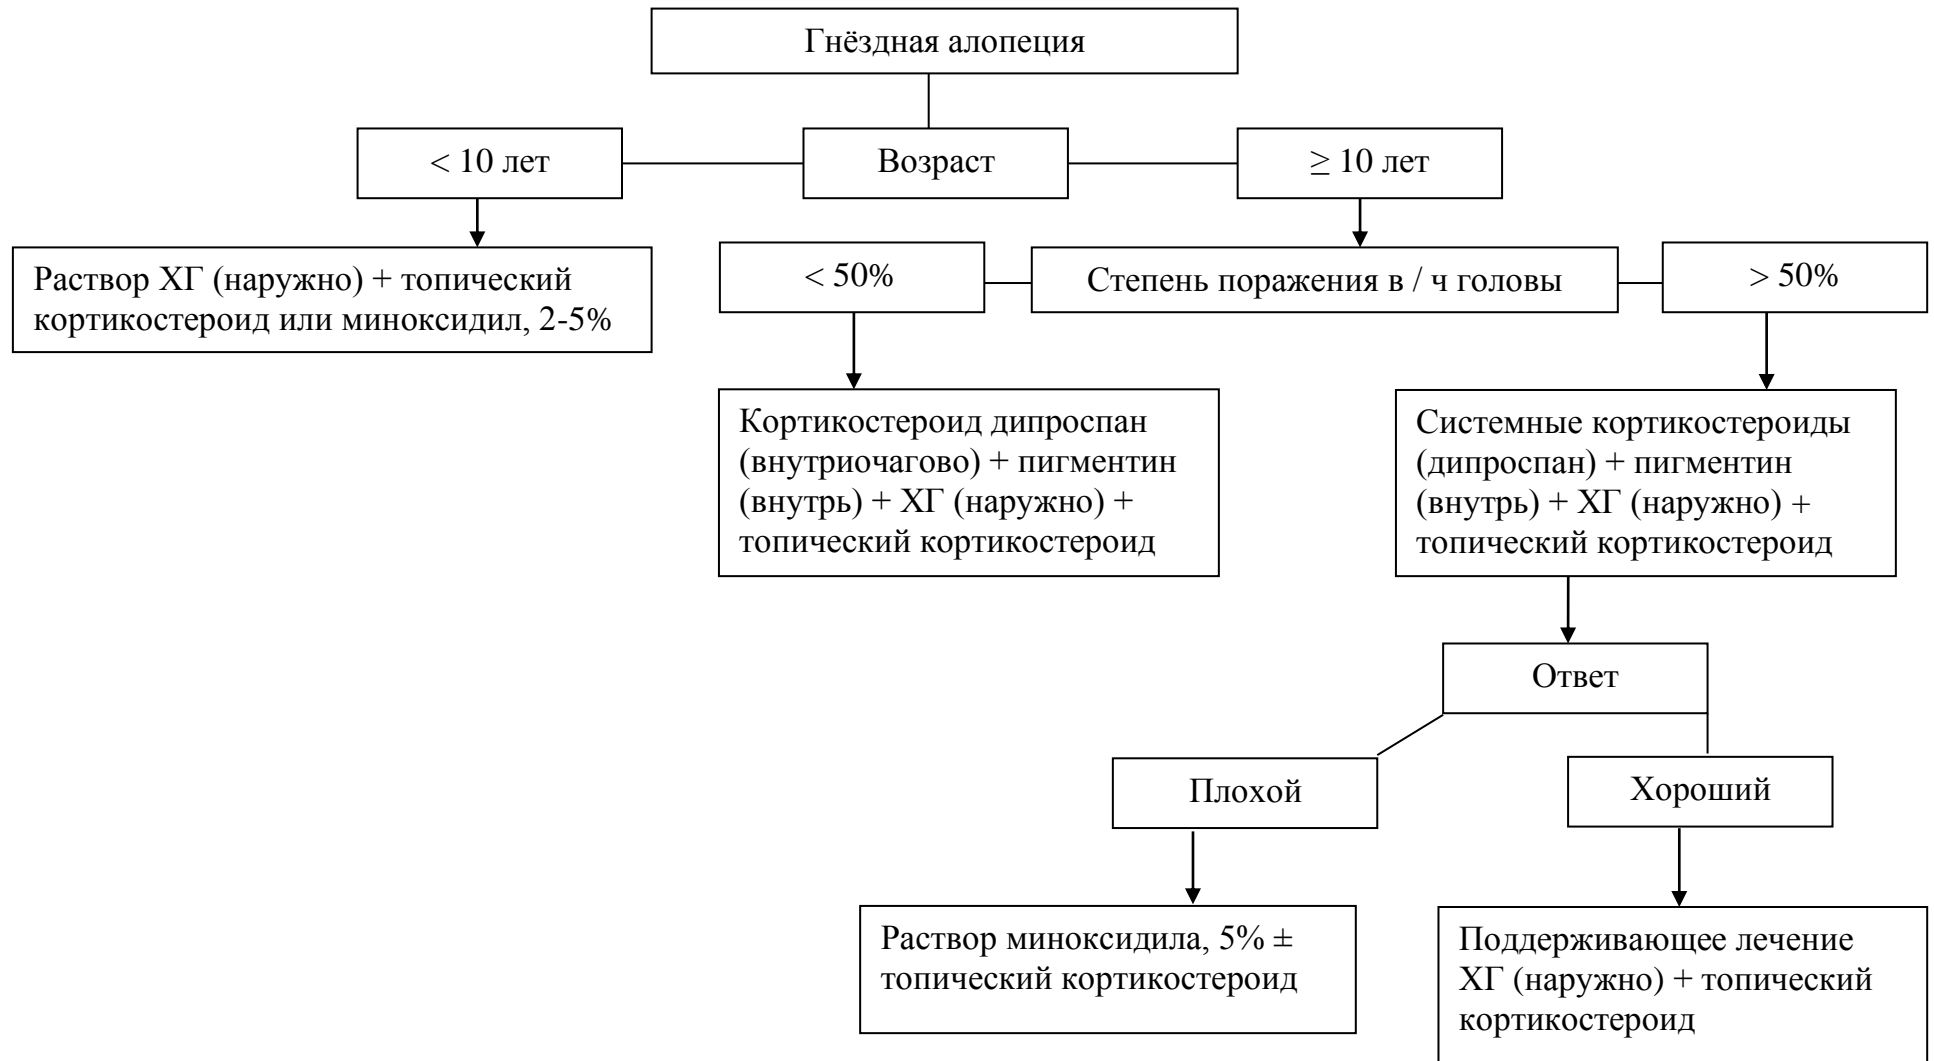 Гнёздная алопеция
< 10 лет
Возраст
≥ 10 лет
Раствор ХГ (наружно) + топический
кортикостероид или миноксидил, 2-5%
< 50%
Степень поражения в / ч головы
> 50%
Кортикостероид дипроспан
(внутриочагово) + пигментин
(внутрь) + ХГ (наружно) +
топический кортикостероид
Системные кортикостероиды
(дипроспан) + пигментин
(внутрь) + ХГ (наружно) +
топический кортикостероид
Ответ
Плохой
Хороший
Раствор миноксидила, 5% ±
топический кортикостероид
Поддерживающее лечение
ХГ (наружно) + топический
кортикостероид